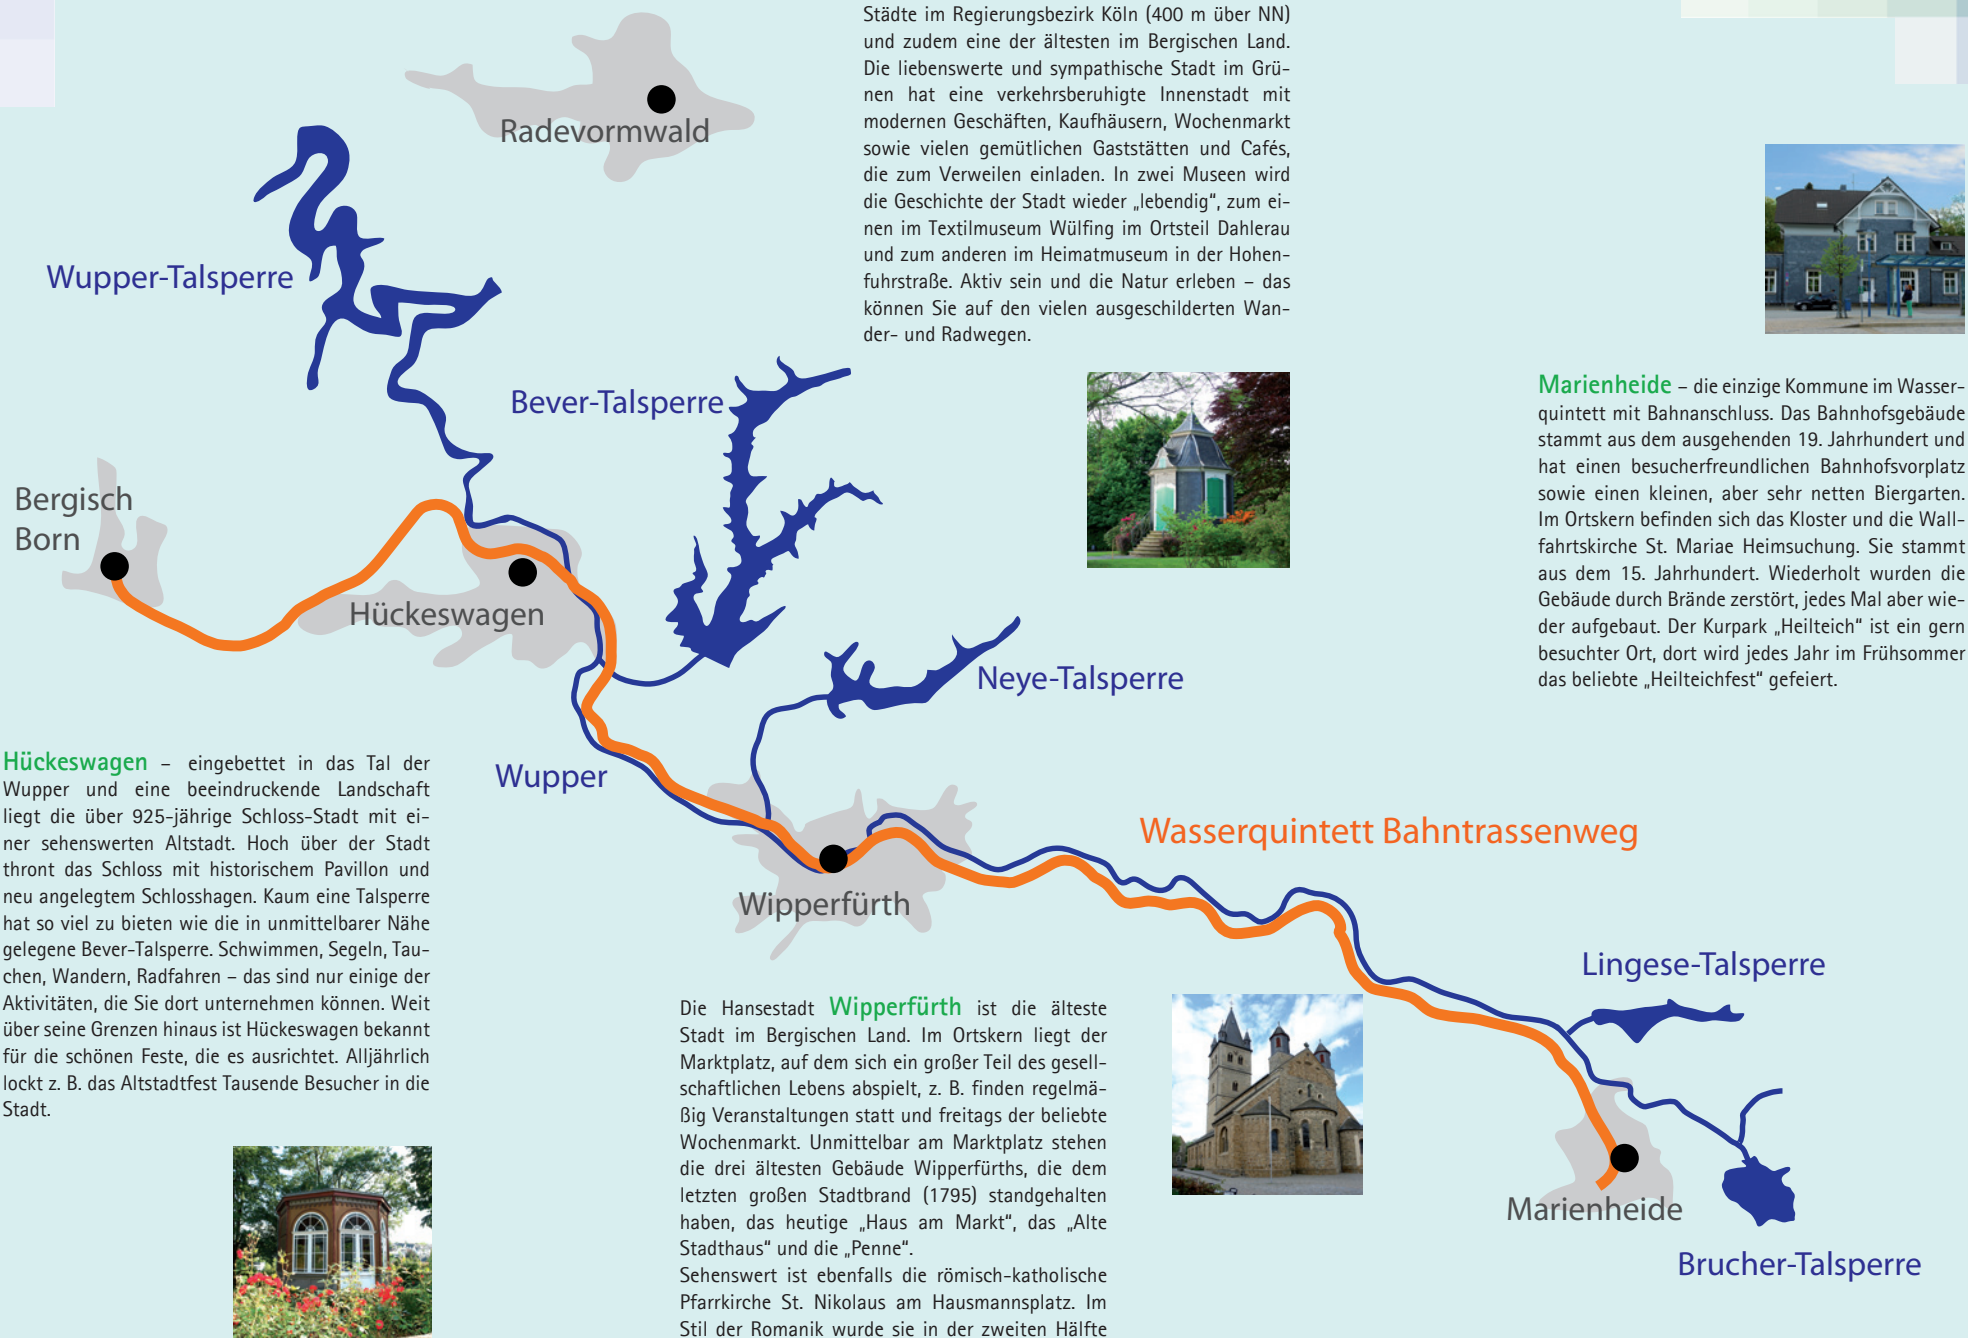 Städte im Regierungsbezirk Köln (400 m über NN)
und zudem eine der ältesten im Bergischen Land.
Die liebenswerte und sympathische Stadt im Grü-
nen hat eine verkehrsberuhigte Innenstadt mit
modernen Geschäften, Kaufhäusern, Wochenmarkt
sowie vielen gemütlichen Gaststätten und Cafés,
die zum Verweilen einladen. In zwei Museen wird
die Geschichte der Stadt wieder „lebendig“, zum ei-
nen im Textilmuseum Wülfing im Ortsteil Dahlerau
und zum anderen im Heimatmuseum in der Hohen-
fuhrstraße. Aktiv sein und die Natur erleben – das
können Sie auf den vielen ausgeschilderten Wan-
der- und Radwegen.
Radevormwald
Wupper-Talsperre
Bever-Talsperre
Bergisch
Born
Hückeswagen
Neye-Talsperre
Wupper
Wipperfürth
Wasserquintett Bahntrassenweg
Lingese-Talsperre
Marienheide
Brucher-Talsperre
Marienheide – die einzige Kommune im Wasser-
quintett mit Bahnanschluss. Das Bahnhofsgebäude
stammt aus dem ausgehenden 19. Jahrhundert und
hat einen besucherfreundlichen Bahnhofsvorplatz
sowie einen kleinen, aber sehr netten Biergarten.
Im Ortskern befinden sich das Kloster und die Wall-
fahrtskirche St. Mariae Heimsuchung. Sie stammt
aus dem 15. Jahrhundert. Wiederholt wurden die
Gebäude durch Brände zerstört, jedes Mal aber wie-
der aufgebaut. Der Kurpark „Heilteich“ ist ein gern
besuchter Ort, dort wird jedes Jahr im Frühsommer
das beliebte „Heilteichfest“ gefeiert.
Hückeswagen – eingebettet in das Tal der
Wupper und eine beeindruckende Landschaft
liegt die über 925-jährige Schloss-Stadt mit ei-
ner sehenswerten Altstadt. Hoch über der Stadt
thront das Schloss mit historischem Pavillon und
neu angelegtem Schlosshagen. Kaum eine Talsperre
hat so viel zu bieten wie die in unmittelbarer Nähe
gelegene Bever-Talsperre. Schwimmen, Segeln, Tau-
chen, Wandern, Radfahren – das sind nur einige der
Aktivitäten, die Sie dort unternehmen können. Weit
über seine Grenzen hinaus ist Hückeswagen bekannt
für die schönen Feste, die es ausrichtet. Alljährlich
lockt z. B. das Altstadtfest Tausende Besucher in die
Stadt.
Die Hansestadt Wipperfürth ist die älteste
Stadt im Bergischen Land. Im Ortskern liegt der
Marktplatz, auf dem sich ein großer Teil des gesell-
schaftlichen Lebens abspielt, z. B. finden regelmä-
ßig Veranstaltungen statt und freitags der beliebte
Wochenmarkt. Unmittelbar am Marktplatz stehen
die drei ältesten Gebäude Wipperfürths, die dem
letzten großen Stadtbrand (1795) standgehalten
haben, das heutige „Haus am Markt“, das „Alte
Stadthaus“ und die „Penne“.
Sehenswert ist ebenfalls die römisch-katholische
Pfarrkirche St. Nikolaus am Hausmannsplatz. Im
Stil der Romanik wurde sie in der zweiten Hälfte